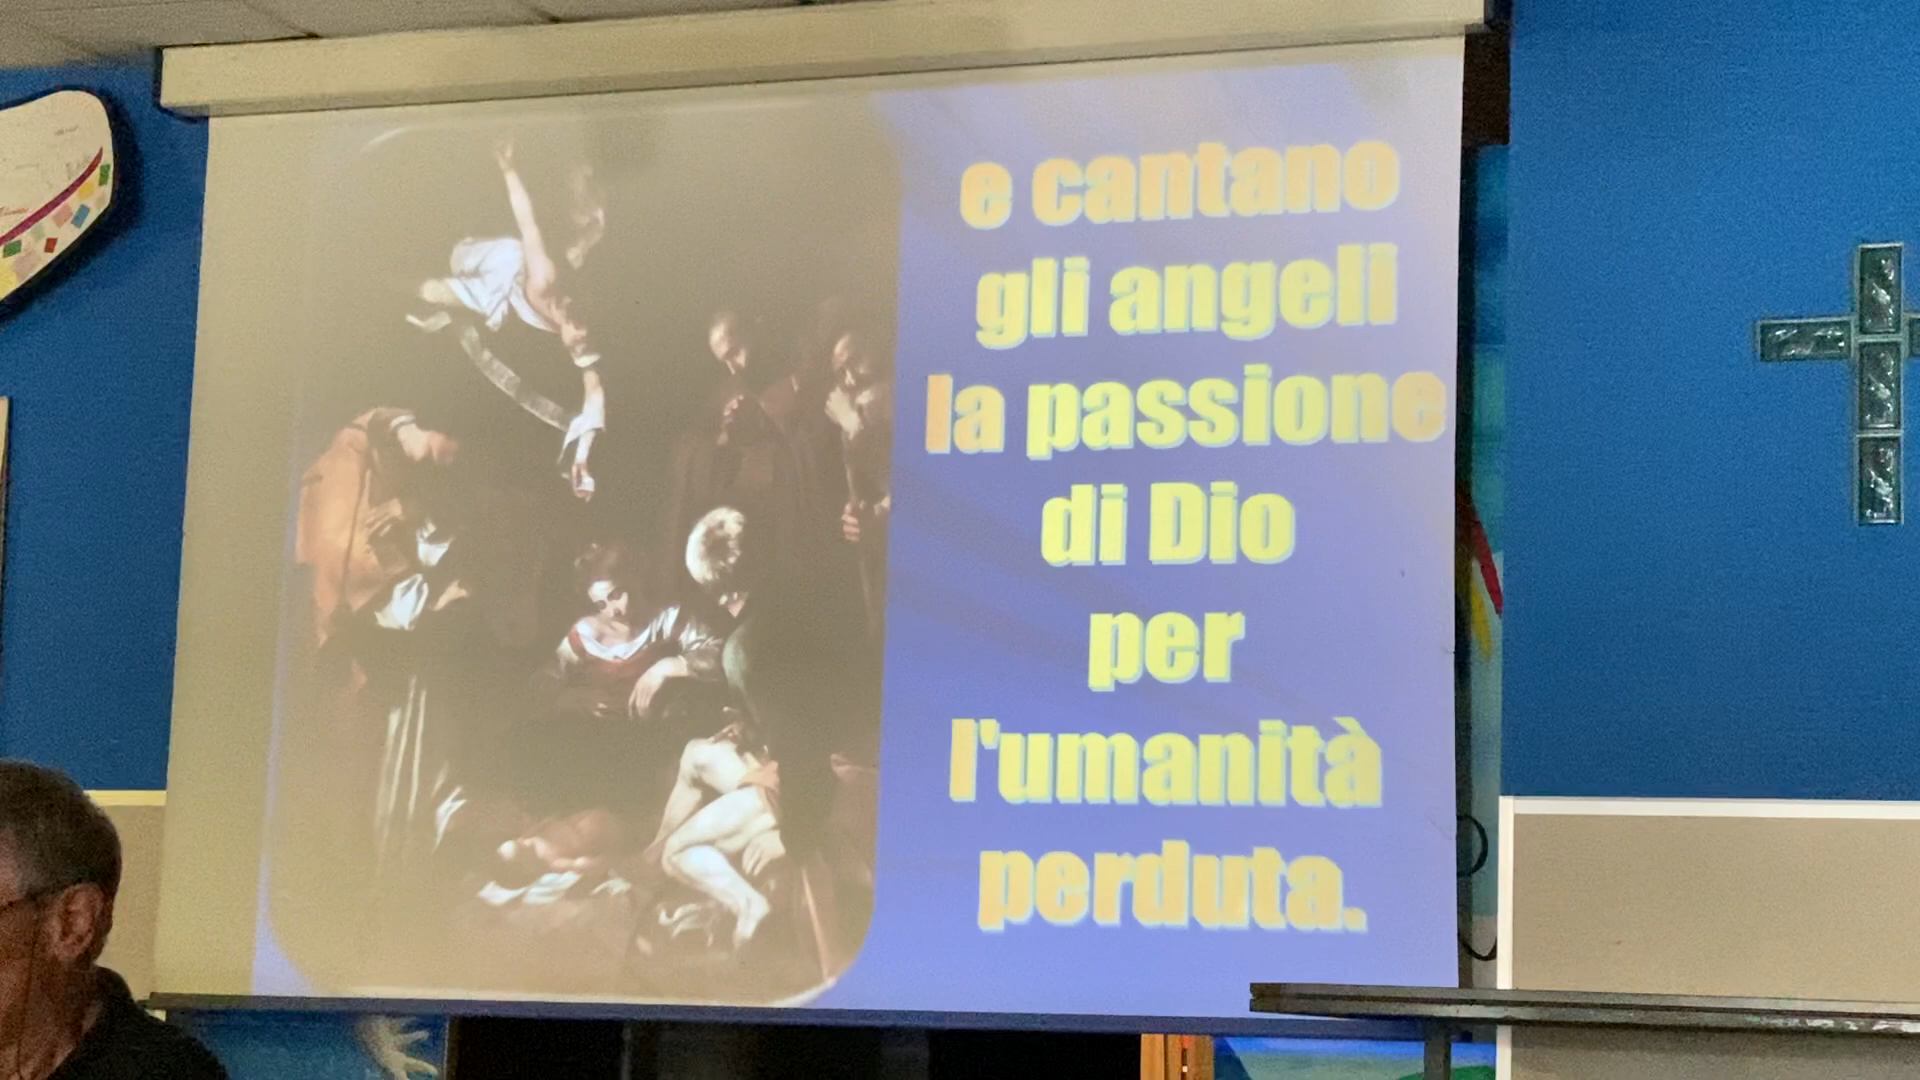 e cantano
gli angeli
la passione
di Dio
per
l'umanità
perduta.